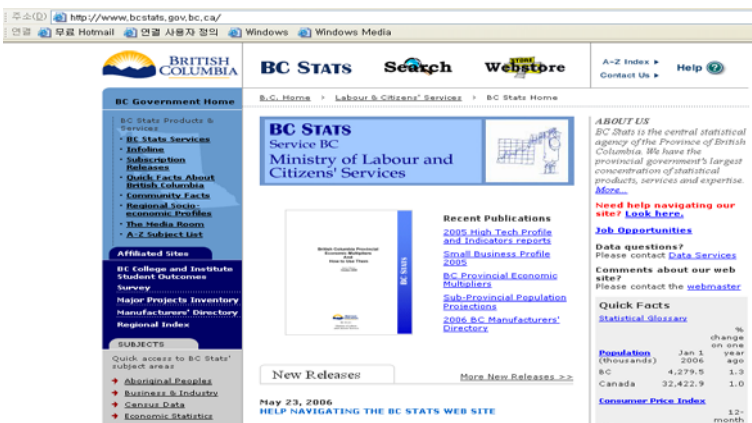 주소(D) http://www.bcstats.gov.bc.ca/
연결 무료 Hotmail 연결 사용자 정의 Windows Windows Media
BRITISH
COLUMBIA
BC STATS Search Webstore
A-Z Index
Contact Us
Help
BC Government Home
B.C. Home > Labour & Citizens' Services > BC Stats Home
BC Stats Products &
Services
BC Stats Services
Infoline
Subscription
Releases
Quick Facts About
British Columbia
Community Facts
Regional Socio-
economic Profiles
The Media Room
A-Z Subject List
Affiliated Sites
BC College and Institute
Student Outcomes
Survey
Major Projects Inventory
Manufacturers' Directory
Regional Index
SUBJECTS
Quick access to BC Stats'
subject areas
Aboriginal Peoples
Business & Industry
Census Data
Economic Statistics
BC STATS
Service BC
Ministry of Labour and
Citizens' Services
British Columbia Provincial
Economic Multipliers
And
How to Use Them
BC STATS
Recent Publications
2005 High Tech Profile
and Indicators reports
Small Business Profile
2005
BC Provincial Economic
Multipliers
Sub-Provincial Population
Projections
2006 BC Manufacturers'
Directory
New Releases
More New Releases >>
May 23, 2006
HELP NAVIGATING THE BC STATS WEB SITE
ABOUT US
BC Stats is the central statistical
agency of the Province of British
Columbia. We have the
provincial government's largest
concentration of statistical
products, services and expertise.
More...
Need help navigating our
site? Look here.
Job Opportunities
Data questions?
Please contact Data Services
Comments about our web
site?
Please contact the webmaster
Quick Facts
Statistical Glossary
%
change
on one
Population Jan 1 year
(thousands) 2006 ago
BC 4,279.5 1.3
Canada 32,422.9 1.0
Consumer Price Index
12-
month